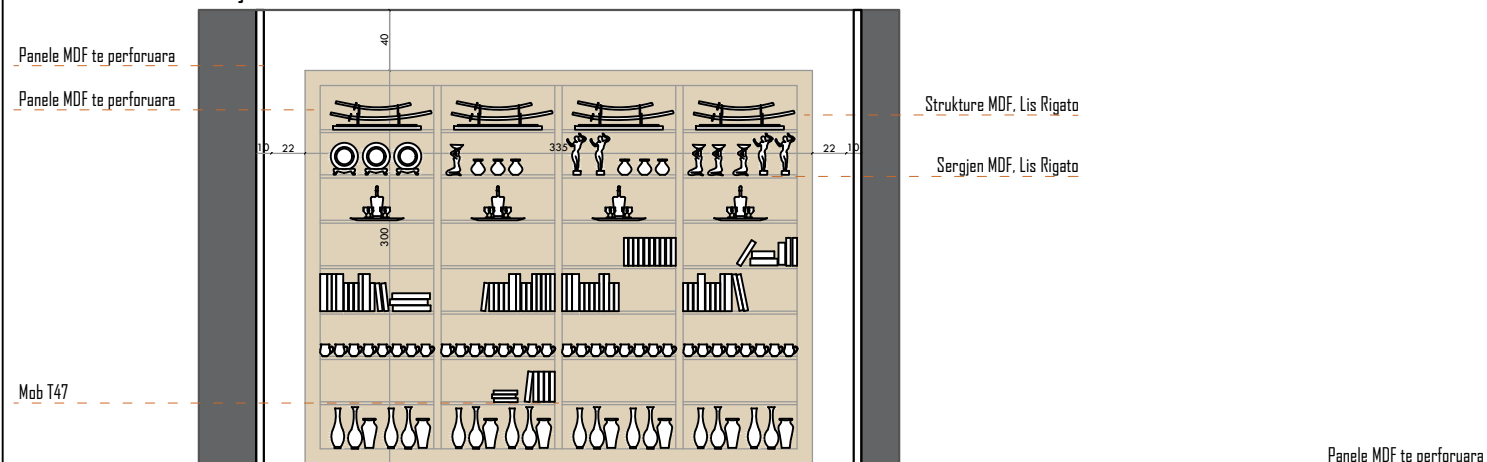 Panele MDF te perforuara
40
Panele MDF te perforuara
Strukture MDF, Lis Rigato
10 22 335 22 10
Sergjen MDF, Lis Rigato
300
Mob T47
Panele MDF te perforuara